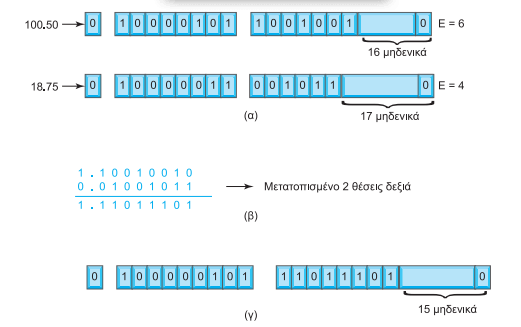 100.50 0 1 0 0 0 0 1 0 1 1 0 0 1 0 0 1 0 E = 6
16 μηδενικά
18.75 0 1 0 0 0 0 0 1 1 0 0 1 0 1 1 0 E = 4
17 μηδενικά
(α)
1 . 1 0 0 1 0 0 1 0
0 . 0 1 0 0 1 0 1 1 Μετατοπισμένο 2 θέσεις δεξιά
1 . 1 1 0 1 1 1 0 1
(β)
0 1 0 0 0 0 0 1 0 1 1 1 0 1 1 1 0 1 0
15 μηδενικά
(γ)